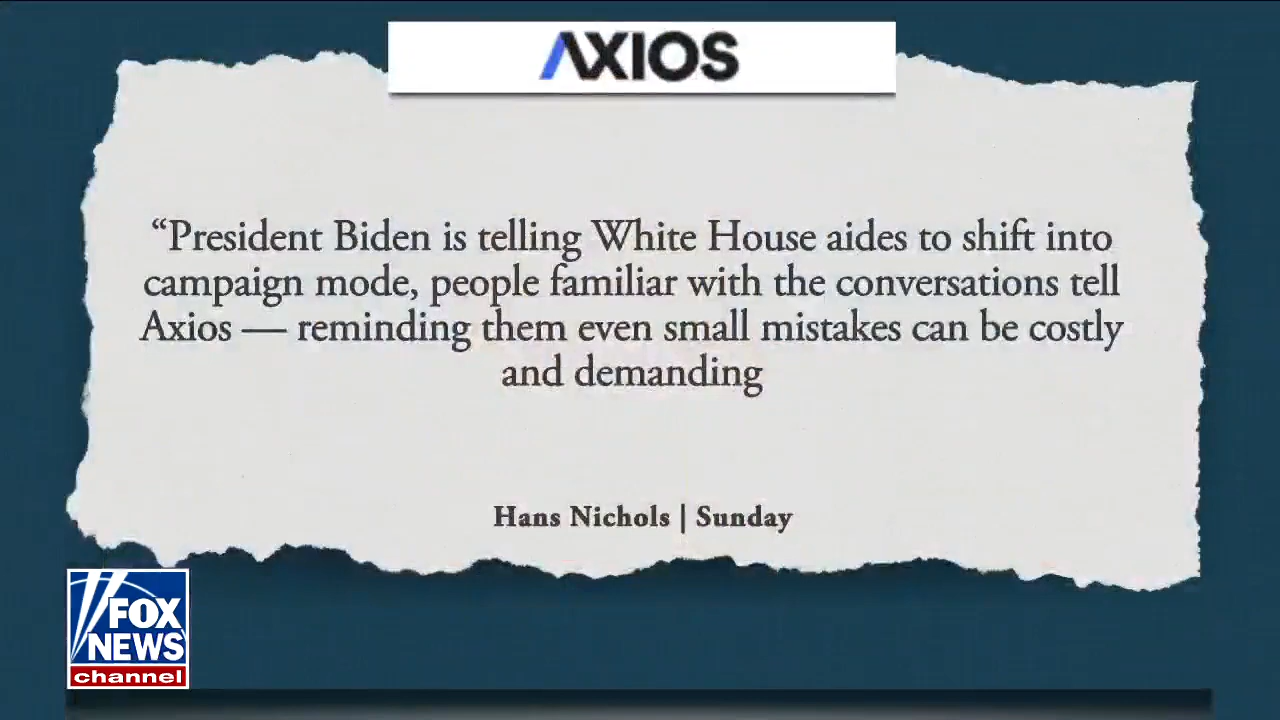 AXIOS
“President Biden is telling White House aides to shift into
campaign mode, people familiar with the conversations tell
Axios — reminding them even small mistakes can be costly
and demanding
Hans Nichols | Sunday
FOX
NEWS
channel